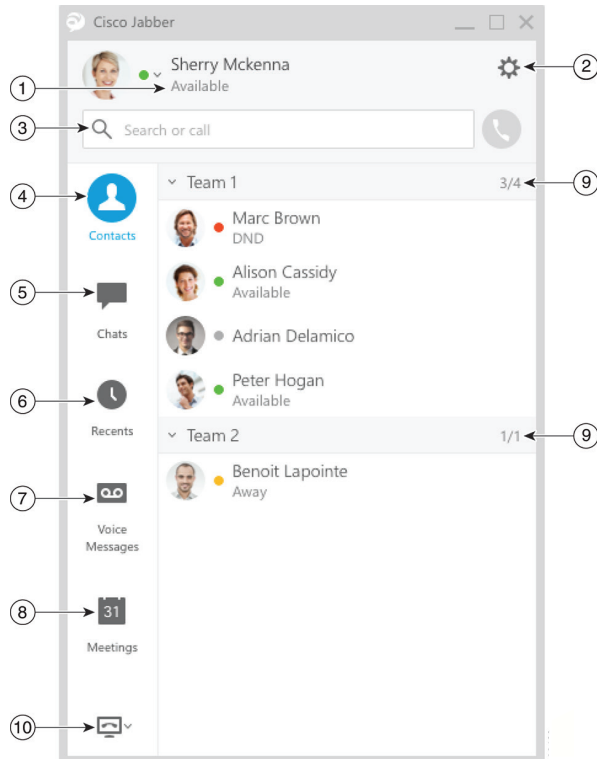 Cisco Jabber
Sherry Mckenna
Available
1
2
3
Search or call
4
Contacts
Team 1
3/4
9
Marc Brown
DND
Alison Cassidy
Available
5
Chats
Adrian Delamico
Peter Hogan
Available
6
Recents
Team 2
1/1
9
Benoit Lapointe
Away
7
Voice
Messages
8
31
Meetings
10